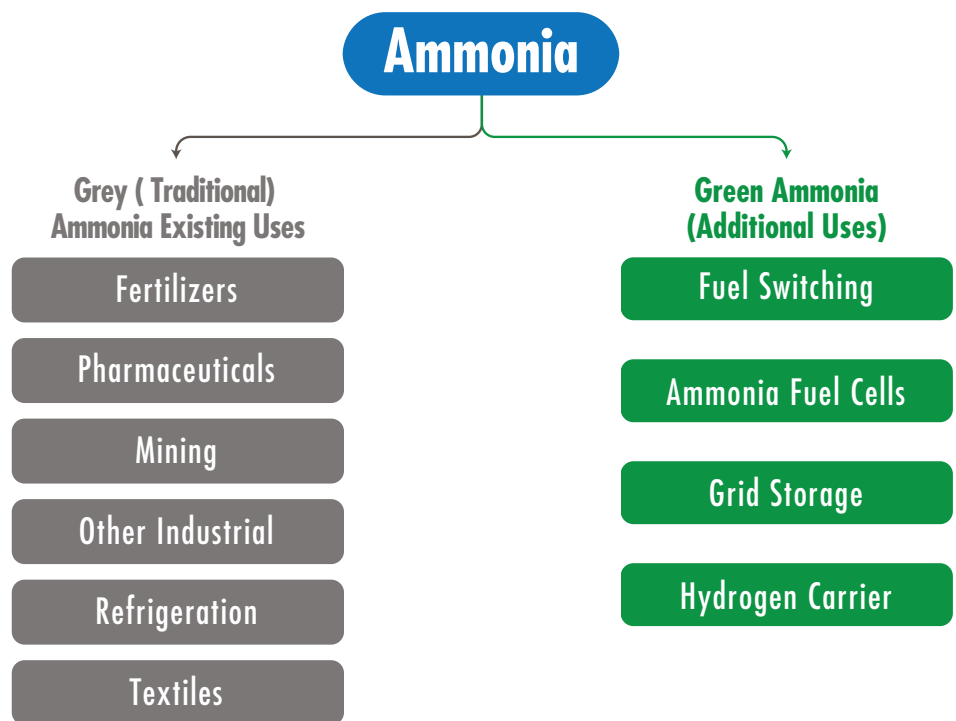 Ammonia
Grey ( Traditional)
Ammonia Existing Uses
Fertilizers
Pharmaceuticals
Mining
Other Industrial
Refrigeration
Textiles
Green Ammonia
(Additional Uses)
Fuel Switching
Ammonia Fuel Cells
Grid Storage
Hydrogen Carrier